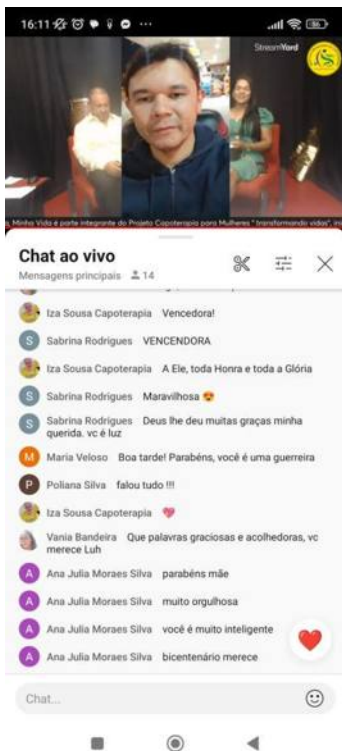 16:11
86
StreamYard
Minha Vida é parte integrante do Projeto Capoterapia para Mulheres " transformando vidas",
Chat ao vivo
Mensagens principais 14
Iza Sousa Capoterapia Vencedora!
S Sabrina Rodrigues VENCENDORA
Iza Sousa Capoterapia A Ele, toda Honra e toda a Glória
S Sabrina Rodrigues Maravilhosa 😍
S Sabrina Rodrigues Deus lhe deu muitas graças minha
querida. vc é luz
M Maria Veloso Boa tarde! Parabéns, você é uma guerreira
P Poliana Silva falou tudo !!!
Iza Sousa Capoterapia 💖
Vania Bandeira Que palavras graciosas e acolhedoras, vc
merece Luh
A Ana Julia Moraes Silva parabéns mãe
A Ana Julia Moraes Silva muito orgulhosa
A Ana Julia Moraes Silva você é muito inteligente
A Ana Julia Moraes Silva bicentenário merece
Chat...